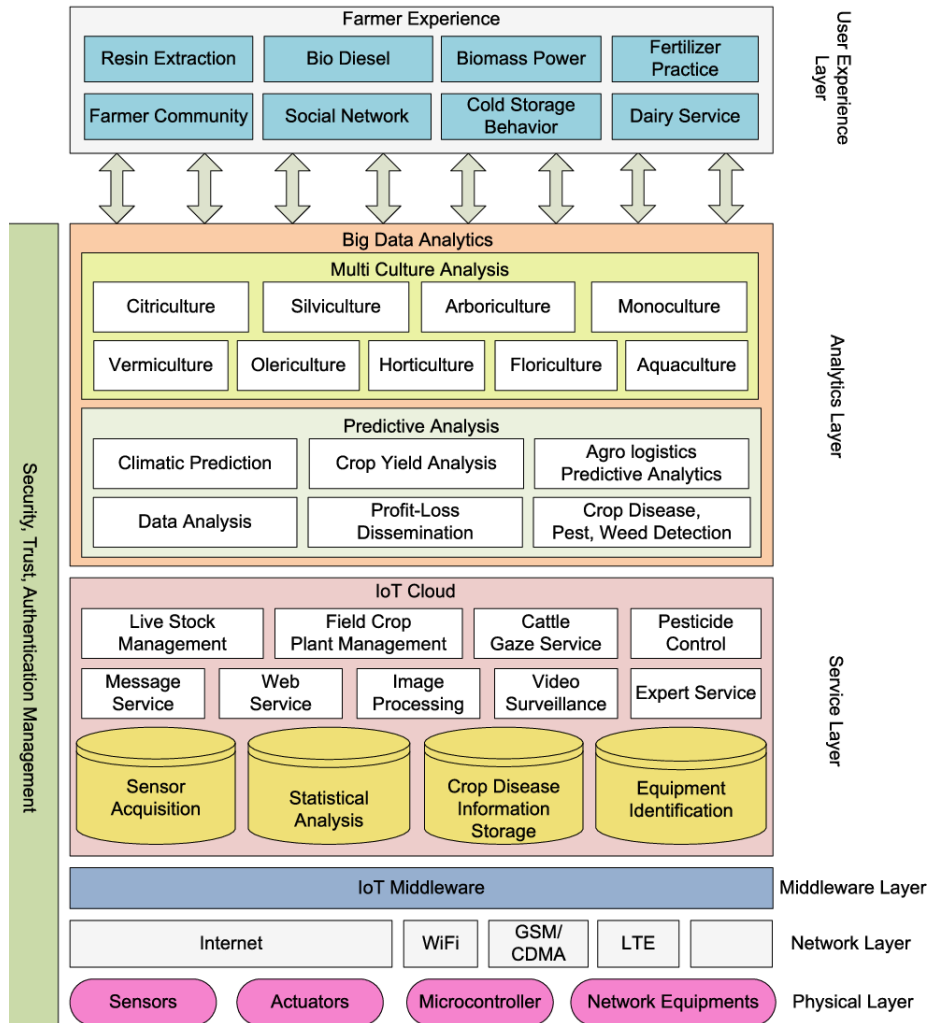 Farmer Experience
Resin Extraction
Bio Diesel
Biomass Power
Fertilizer
Practice
Farmer Community
Social Network
Cold Storage
Behavior
Dairy Service
User Experience
Layer
Big Data Analytics
Multi Culture Analysis
Citriculture
Silviculture
Arboriculture
Monoculture
Vermiculture
Olericulture
Horticulture
Floriculture
Aquaculture
Predictive Analysis
Climatic Prediction
Crop Yield Analysis
Agro logistics
Predictive Analytics
Data Analysis
Profit-Loss
Dissemination
Crop Disease,
Pest, Weed Detection
Analytics Layer
Security, Trust, Authentication Management
IoT Cloud
Live Stock
Management
Field Crop
Plant Management
Cattle
Gaze Service
Pesticide
Control
Message
Service
Web
Service
Image
Processing
Video
Surveillance
Expert Service
Sensor
Acquisition
Statistical
Analysis
Crop Disease
Information
Storage
Equipment
Identification
Service Layer
IoT Middleware
Middleware Layer
Internet
WiFi
GSM/
CDMA
LTE
Network Layer
Sensors
Actuators
Microcontroller
Network Equipments
Physical Layer